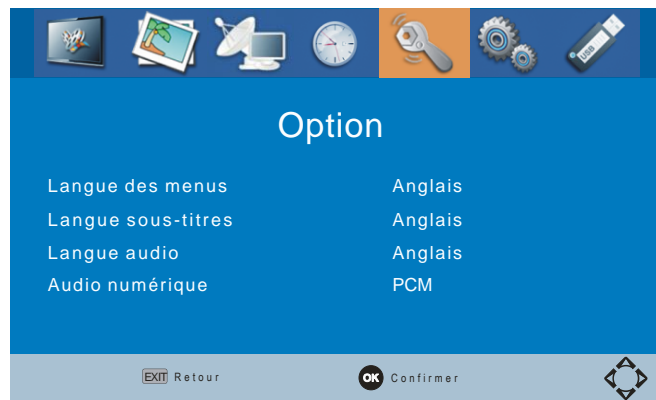 USB
Option
Langue des menus Anglais
Langue sous-titres Anglais
Langue audio Anglais
Audio numérique PCM
EXIT Retour OK Confirmer